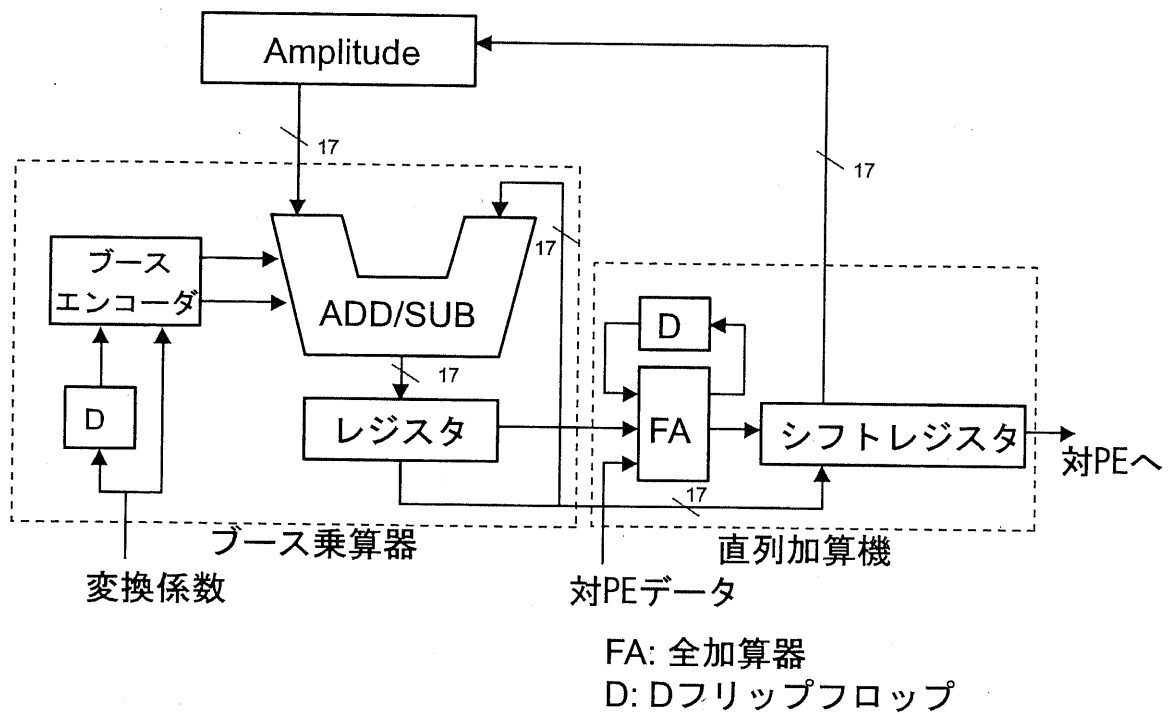 Amplitude
17
17
ブース
エンコーダ
17
ADD/SUB
D
17
D
レジスタ
FA
シフトレジスタ
対PEへ
17
ブース乗算器
直列加算機
変換係数
対PEデータ
FA: 全加算器
D: Dフリップフロップ